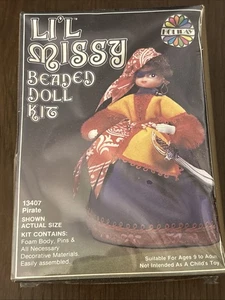 LI'L
MISSY
BEADED
DOLL
KIT
HOLIDAY
13407
Pirate
SHOWN
ACTUAL SIZE
KIT CONTAINS:
Foam Body, Pins &
All Necessary
Decorative Materials.
Easily assembled.
Suitable For Ages 9 to Adult
Not Intended As A Child's Toy